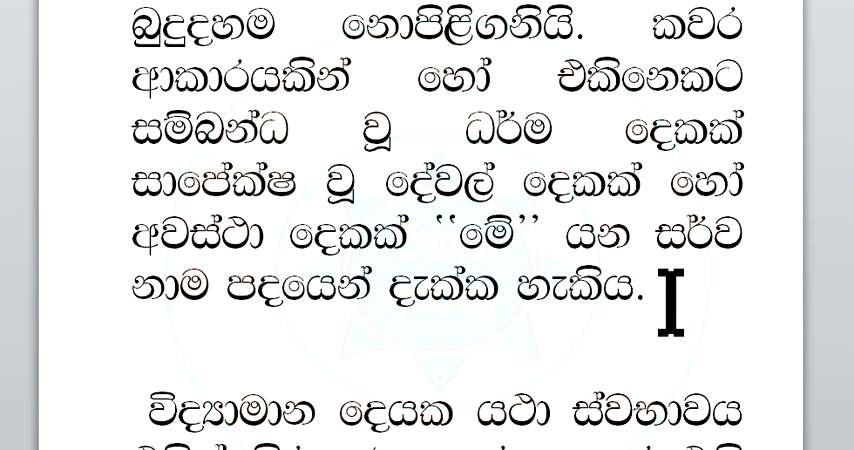 බුදුදහම නොපිළිගනියි. කවර
ආකාරයකින් හෝ එකිනෙකට
සම්බන්ධ වූ ධර්ම දෙකක්
සාපේක්ෂ වූ දේවල් දෙකක් හෝ
අවස්ථා දෙකක් “මේ” යන සර්ව
නාම පදයෙන් දැක්ක හැකිය.
විද්‍යාමාන දෙයක යථා ස්වභාවය